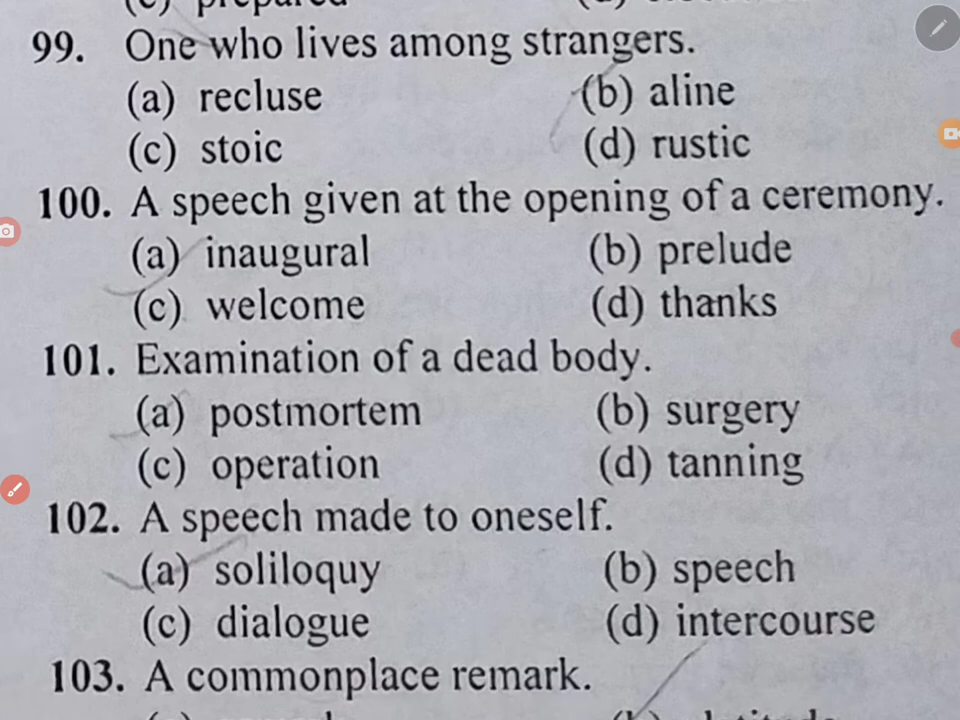 99. One who lives among strangers.
(a) recluse (b) aline
(c) stoic (d) rustic
100. A speech given at the opening of a ceremony.
(a) inaugural (b) prelude
(c) welcome (d) thanks
101. Examination of a dead body.
(a) postmortem (b) surgery
(c) operation (d) tanning
102. A speech made to oneself.
(a) soliloquy (b) speech
(c) dialogue (d) intercourse
103. A commonplace remark.